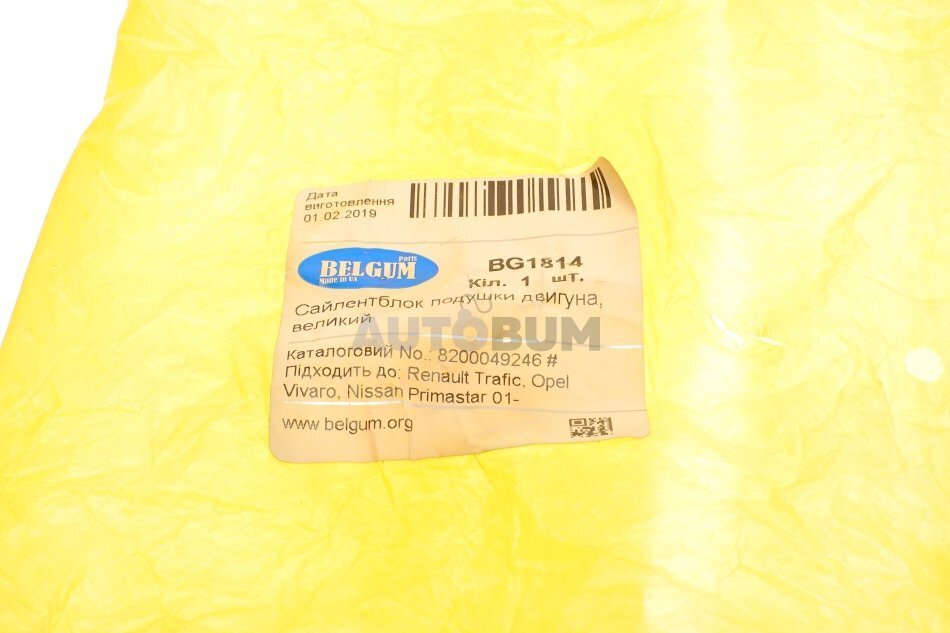 Дата
виготовлення
01.02.2019
Parts
BELGUM
Made in UA
BG1814
Кіл. 1 шт.
Сайлентблок подушки двигуна,
великий
AUTOBUM
Каталоговий No.: 8200049246 #
Підходить до: Renault Trafic, Opel
Vivaro, Nissan Primastar 01-
www.belgum.org